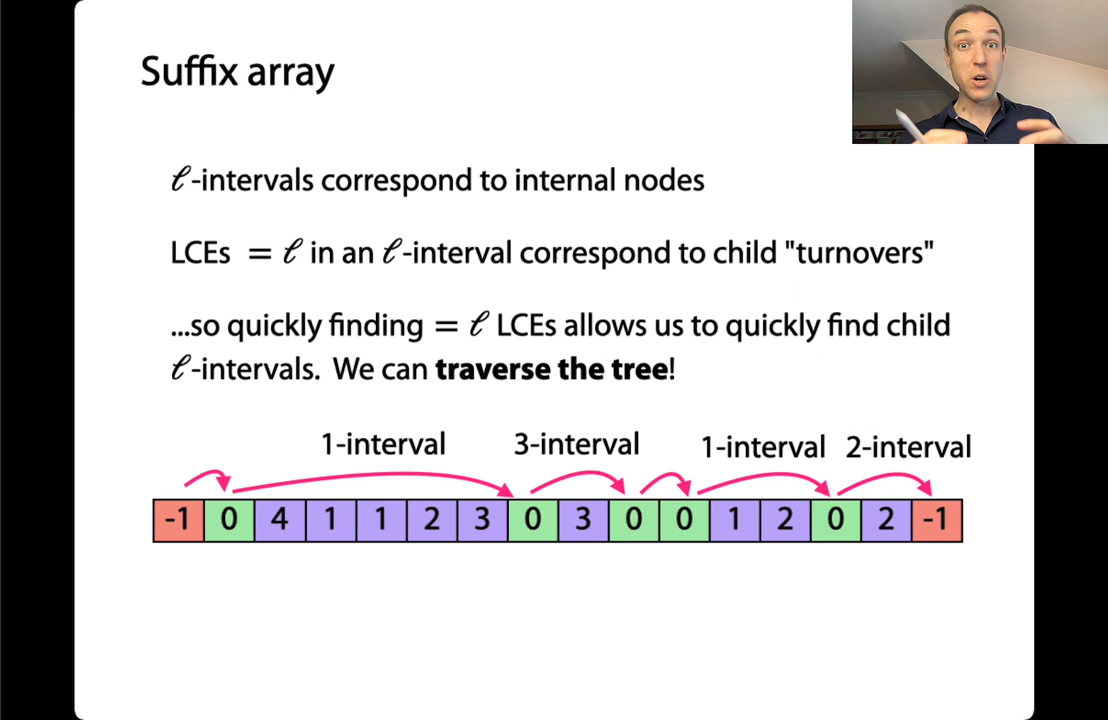 Suffix array
ℓ-intervals correspond to internal nodes
LCEs = ℓ in an ℓ-interval correspond to child "turnovers"
...so quickly finding = ℓ LCEs allows us to quickly find child
ℓ-intervals. We can traverse the tree!
1-interval 3-interval 1-interval 2-interval
-1 0 4 1 1 2 3 0 3 0 0 1 2 0 2 -1